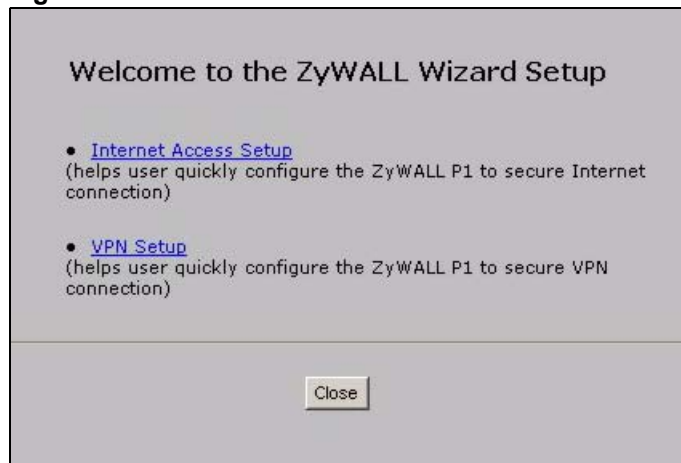 Welcome to the ZyWALL Wizard Setup
• Internet Access Setup
(helps user quickly configure the ZyWALL P1 to secure Internet
connection)
• VPN Setup
(helps user quickly configure the ZyWALL P1 to secure VPN
connection)
Close